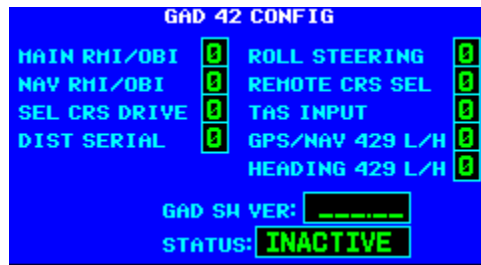 GAD 42 CONFIG
MAIN RMI/OBI 0 ROLL STEERING 0
NAV RMI/OBI 0 REMOTE CRS SEL 0
SEL CRS DRIVE 0 TAS INPUT 0
DIST SERIAL 0 GPS/NAV 429 L/H 0
HEADING 429 L/H 0
GAD SW VER: ___.__
STATUS: INACTIVE